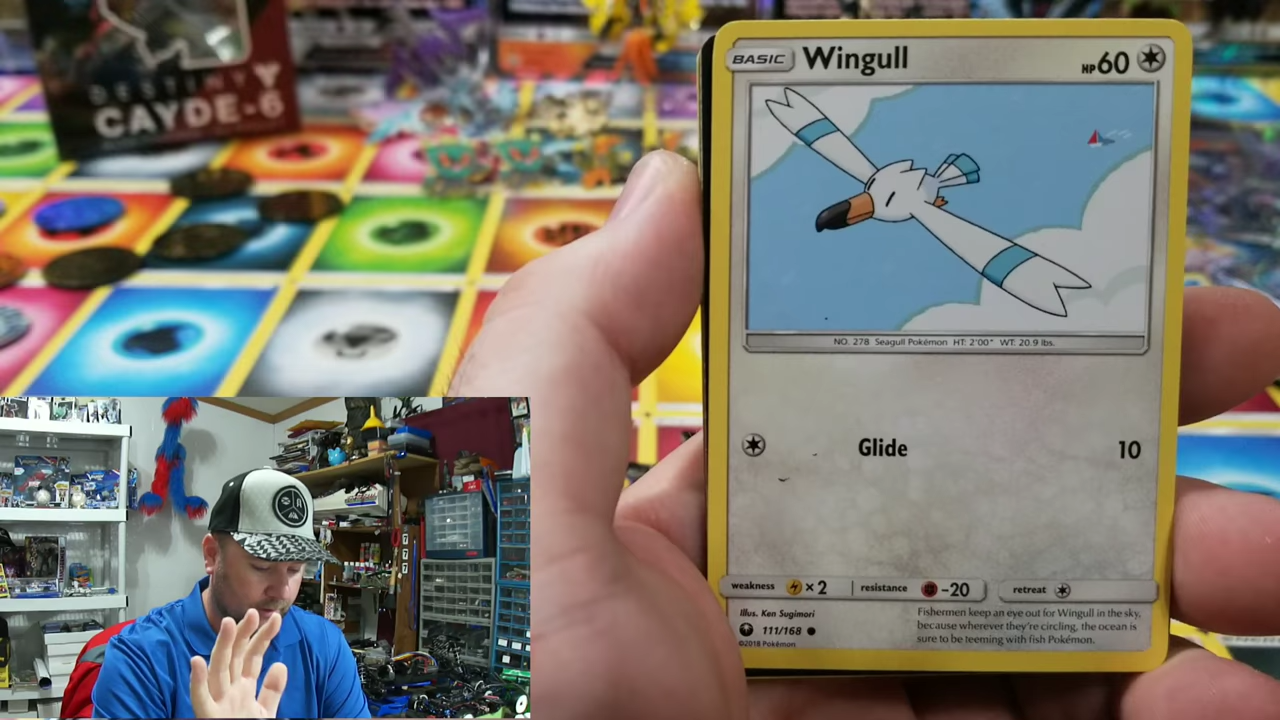 DESTINY
CAYDE-6
BASIC Wingull HP60
NO. 278 Seagull Pokémon HT: 2'00" WT: 20.9 lbs.
Glide 10
weakness ×2 resistance -20 retreat
Illus. Ken Sugimori
111/168
©2018 Pokémon
Fishermen keep an eye out for Wingull in the sky,
because wherever they're circling, the ocean is
sure to be teeming with fish Pokémon.